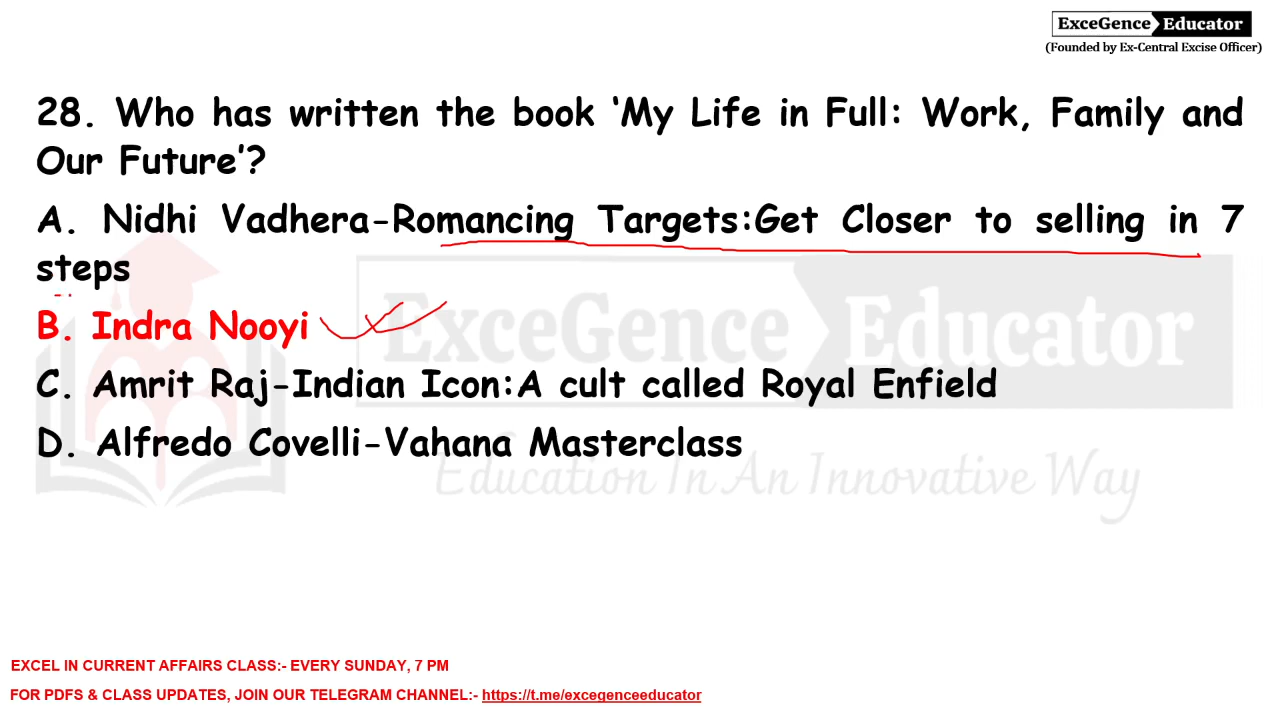 ExceGence Educator
(Founded by Ex-Central Excise Officer)
28. Who has written the book ‘My Life in Full: Work, Family and
Our Future’?
A. Nidhi Vadhera-Romancing Targets:Get Closer to selling in 7
steps
B. Indra Nooyi
C. Amrit Raj-Indian Icon:A cult called Royal Enfield
D. Alfredo Covelli-Vahana Masterclass
ExceGence Educator
Education In An Innovative Way
EXCEL IN CURRENT AFFAIRS CLASS:- EVERY SUNDAY, 7 PM
FOR PDFS & CLASS UPDATES, JOIN OUR TELEGRAM CHANNEL:- https://t.me/excegenceeducator